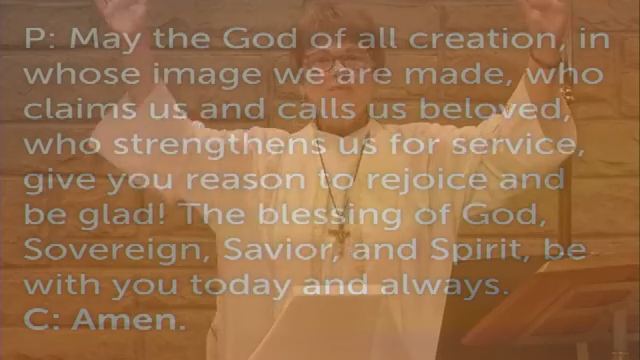 P: May the God of all creation, in
whose image we are made, who
claims us and calls us beloved,
who strengthens us for service,
give you reason to rejoice and
be glad! The blessing of God,
Sovereign, Savior, and Spirit, be
with you today and always.
C: Amen.